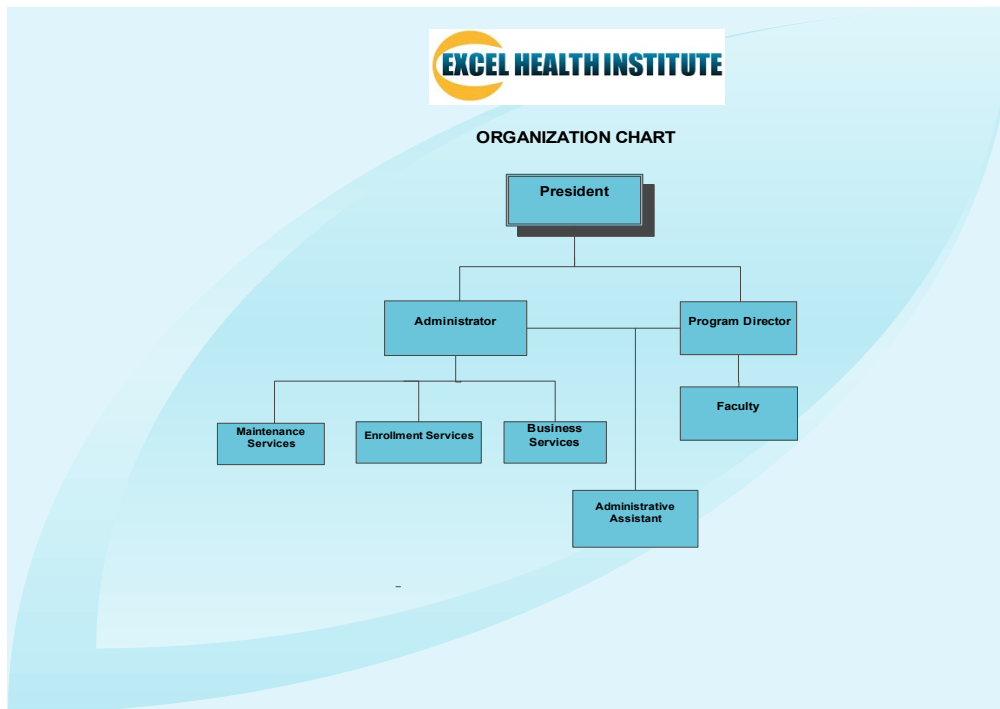 EXCEL HEALTH INSTITUTE
ORGANIZATION CHART
President
Administrator
Program Director
Faculty
Maintenance
Services
Enrollment Services
Business
Services
Administrative
Assistant